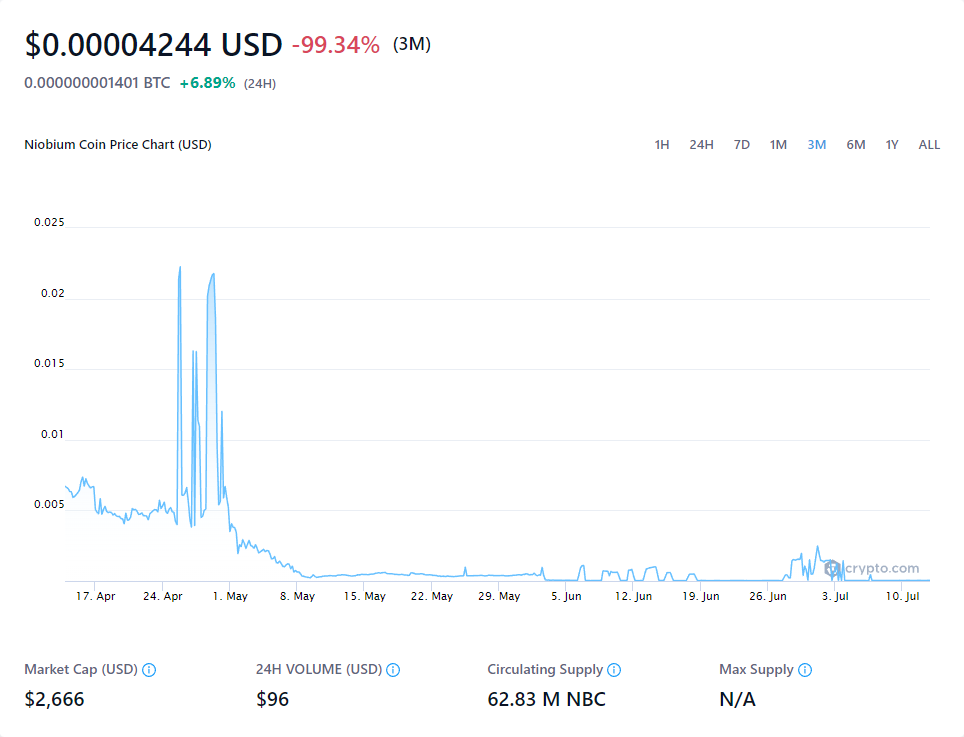 $0.00004244 USD -99.34% (3M)
0.000000001401 BTC +6.89% (24H)
Niobium Coin Price Chart (USD) 1H 24H 7D 1M 3M 6M 1Y ALL
0.025
0.02
0.015
0.01
0.005
crypto.com
17. Apr 24. Apr 1. May 8. May 15. May 22. May 29. May 5. Jun 12. Jun 19. Jun 26. Jun 3. Jul 10. Jul
Market Cap (USD) 24H VOLUME (USD) Circulating Supply Max Supply
$2,666 $96 62.83 M NBC N/A